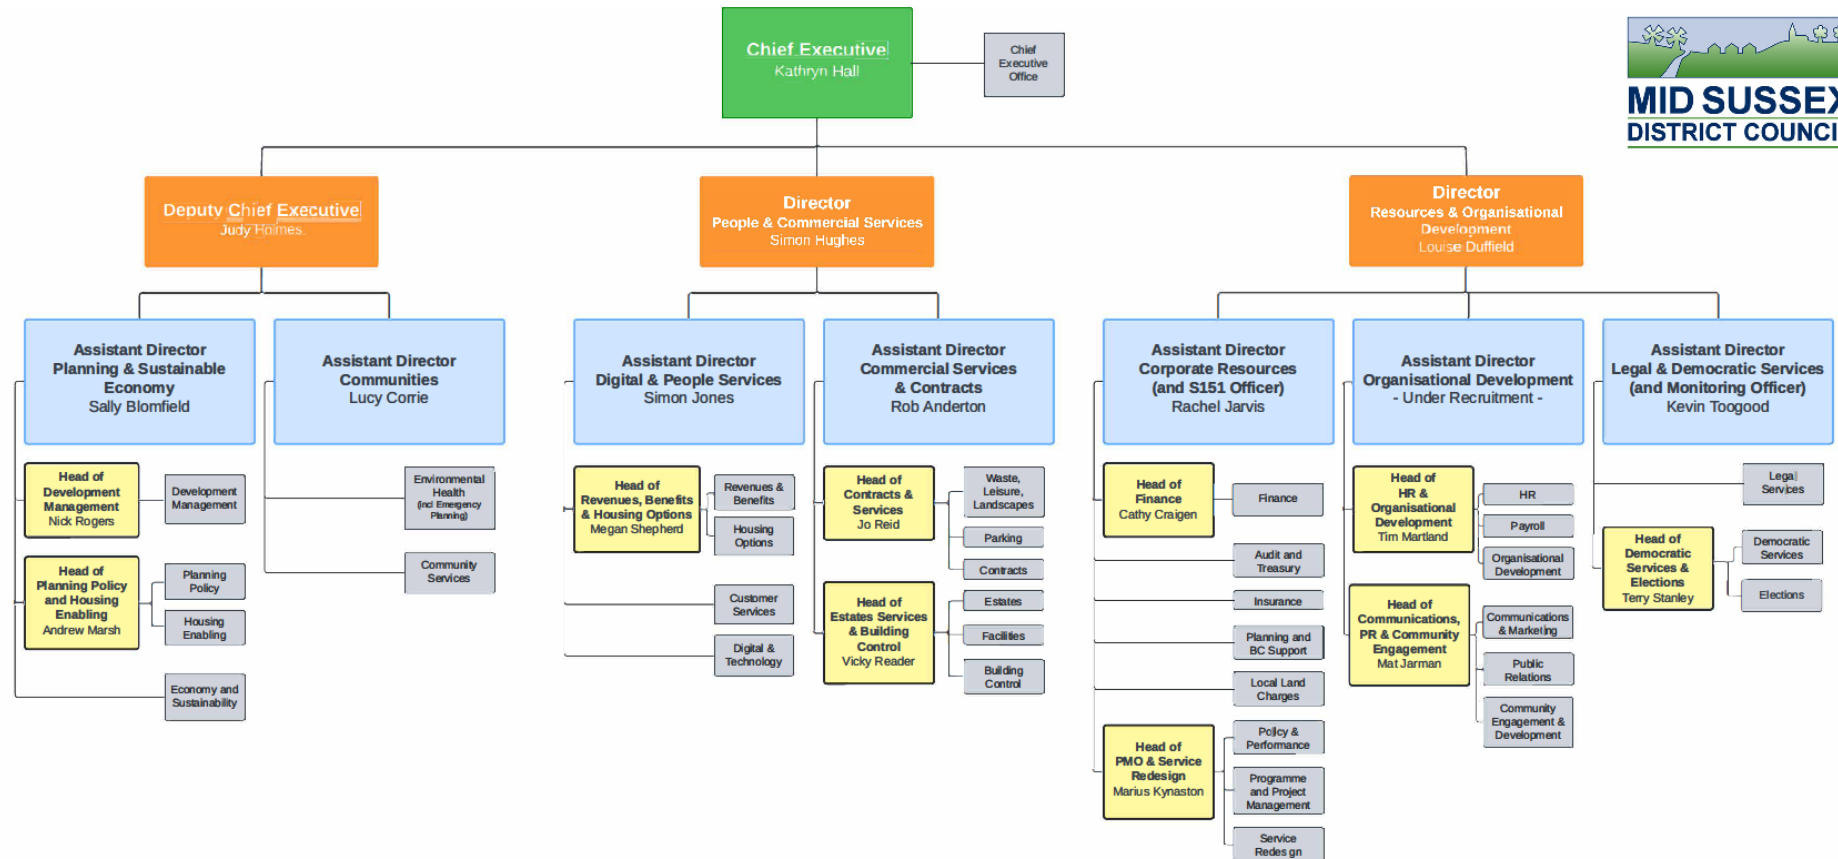 Chief Executive
Kathryn Hall
Chief
Executive
Office
MID SUSSEX
DISTRICT COUNCI
Deputy Chief Executive
Judy Holmes
Director
People & Commercial Services
Simon Hughes
Director
Resources & Organisational
Development
Louise Duffield
Assistant Director
Planning & Sustainable
Economy
Sally Blomfield
Assistant Director
Communities
Lucy Corrie
Assistant Director
Digital & People Services
Simon Jones
Assistant Director
Commercial Services
& Contracts
Rob Anderton
Assistant Director
Corporate Resources
(and S151 Officer)
Rachel Jarvis
Assistant Director
Organisational Development
- Under Recruitment -
Assistant Director
Legal & Democratic Services
(and Monitoring Officer)
Kevin Toogood
Head of
Development
Management
Nick Rogers
Development
Management
Head of
Planning Policy
and Housing
Enabling
Andrew Marsh
Planning
Policy
Housing
Enabling
Economy and
Sustainability
Environmental
Health
(incl Emergency
Planning)
Community
Services
Head of
Revenues, Benefits
& Housing Options
Megan Shepherd
Revenues &
Benefits
Housing
Options
Customer
Services
Digital &
Technology
Head of
Contracts &
Services
Jo Reid
Waste,
Leisure,
Landscapes
Parking
Contracts
Head of
Estates Services
& Building
Control
Vicky Reader
Estates
Facilities
Building
Control
Head of
Finance
Cathy Craigen
Finance
Audit and
Treasury
Insurance
Planning and
BC Support
Local Land
Charges
Head of
PMO & Service
Redesign
Marius Kynaston
Policy &
Performance
Programme
and Project
Management
Service
Redesign
Head of
HR &
Organisational
Development
Tim Martland
HR
Payroll
Organisational
Development
Head of
Communications,
PR & Community
Engagement
Mat Jarman
Communications
& Marketing
Public
Relations
Community
Engagement &
Development
Legal
Services
Head of
Democratic
Services &
Elections
Terry Stanley
Democratic
Services
Elections